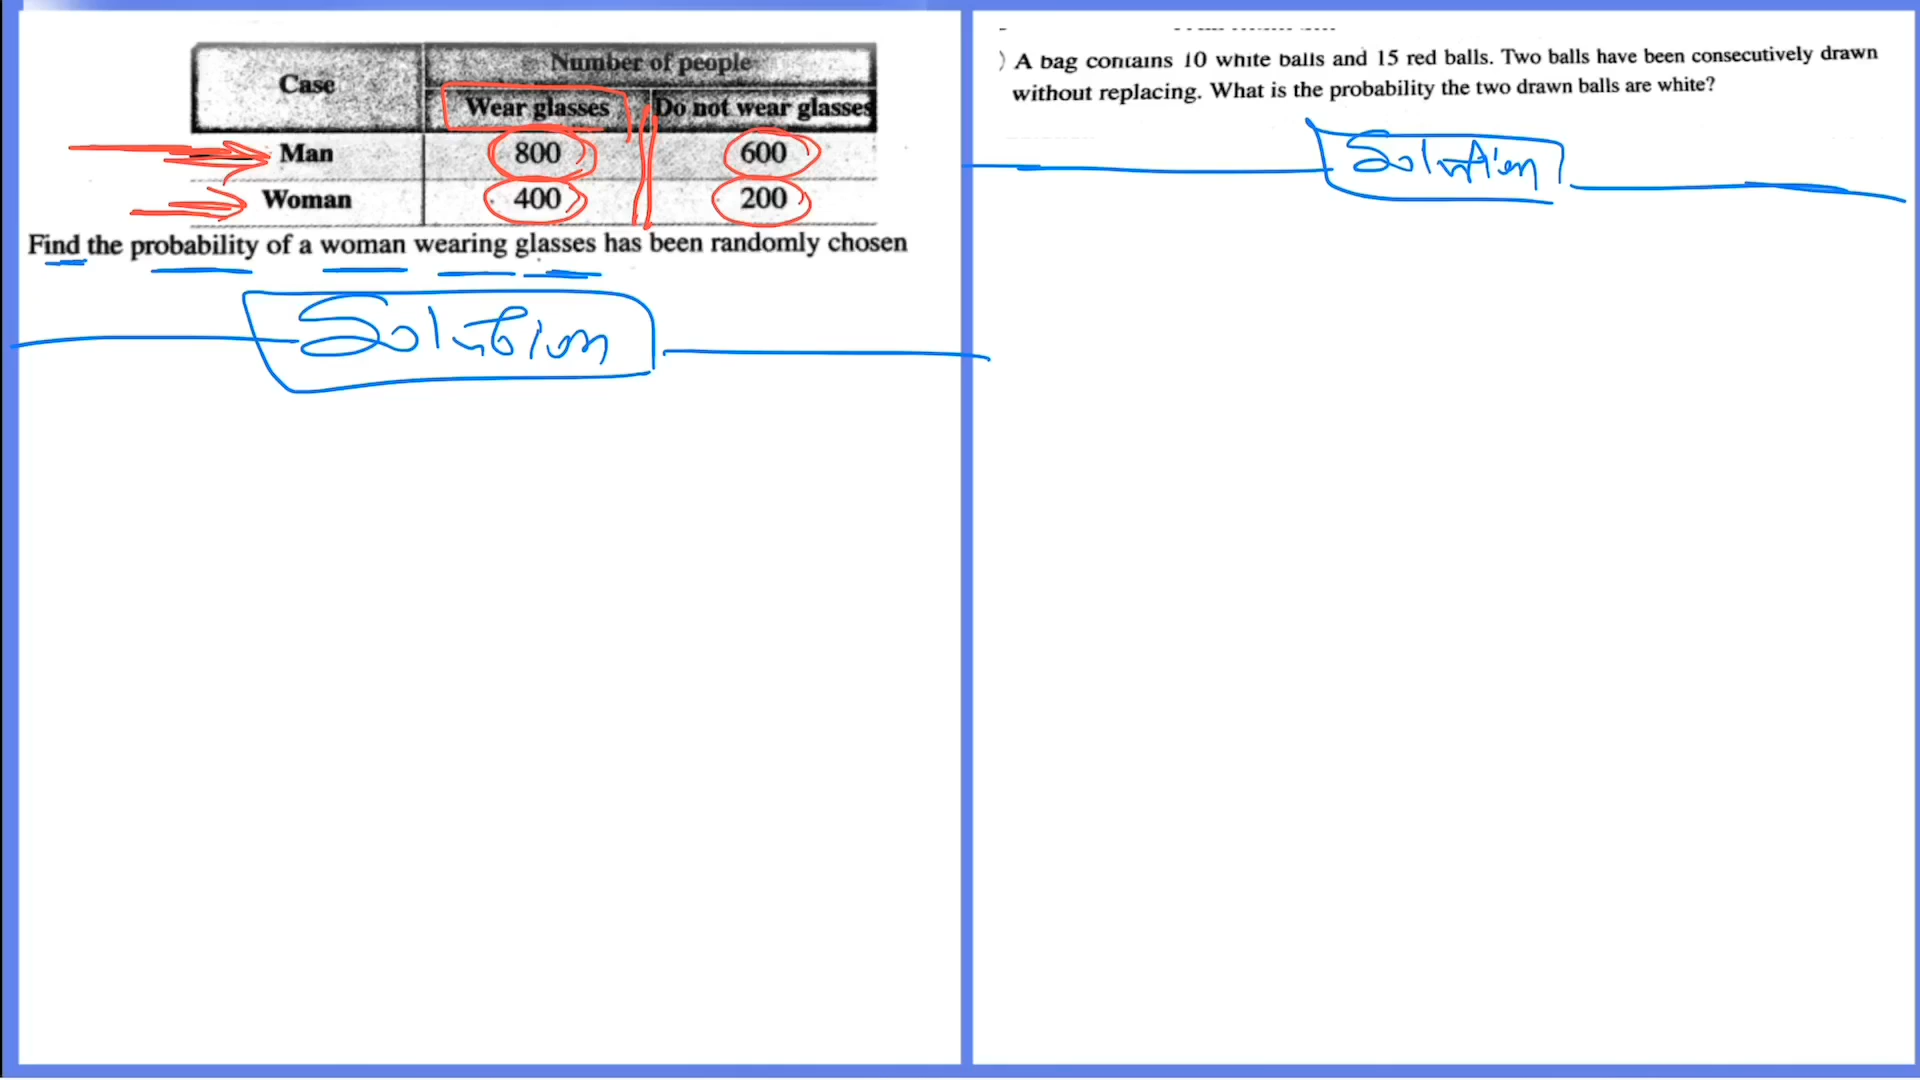 Case
Number of people
Wear glasses
Do not wear glasses
Man
800
600
Woman
400
200
Find the probability of a woman wearing glasses has been randomly chosen
Solution
) A bag contains 10 white balls and 15 red balls. Two balls have been consecutively drawn
without replacing. What is the probability the two drawn balls are white?
Solution